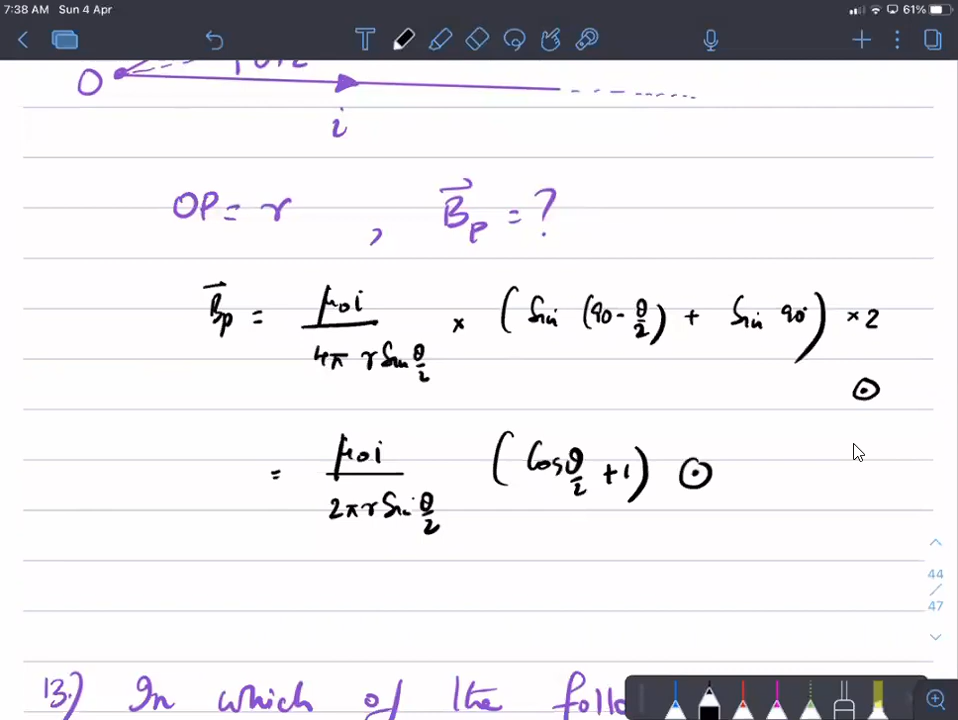 7:38 AM Sun 4 Apr 61%
T
O
i
OP = r , B⃗p = ?
B⃗p = μ₀i / 4π r Sin θ/2 × ( Sin (90 - θ/2) + Sin 90° ) × 2
⊙
= μ₀i / 2π r Sin θ/2 ( Cos θ/2 + 1 ) ⊙
44
/
47
13.) In which of the follo